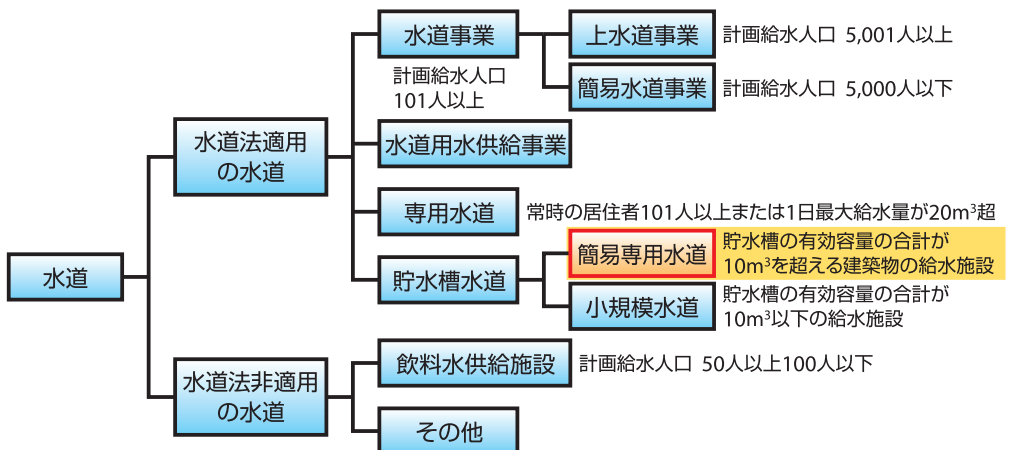 水道事業
上水道事業
計画給水人口 5,001人以上
計画給水人口
101人以上
簡易水道事業
計画給水人口 5,000人以下
水道法適用
の水道
水道用水供給事業
専用水道
常時の居住者101人以上または1日最大給水量が20m³超
水道
貯水槽水道
簡易専用水道
貯水槽の有効容量の合計が
10m³を超える建築物の給水施設
小規模水道
貯水槽の有効容量の合計が
10m³以下の給水施設
水道法非適用
の水道
飲料水供給施設
計画給水人口 50人以上100人以下
その他